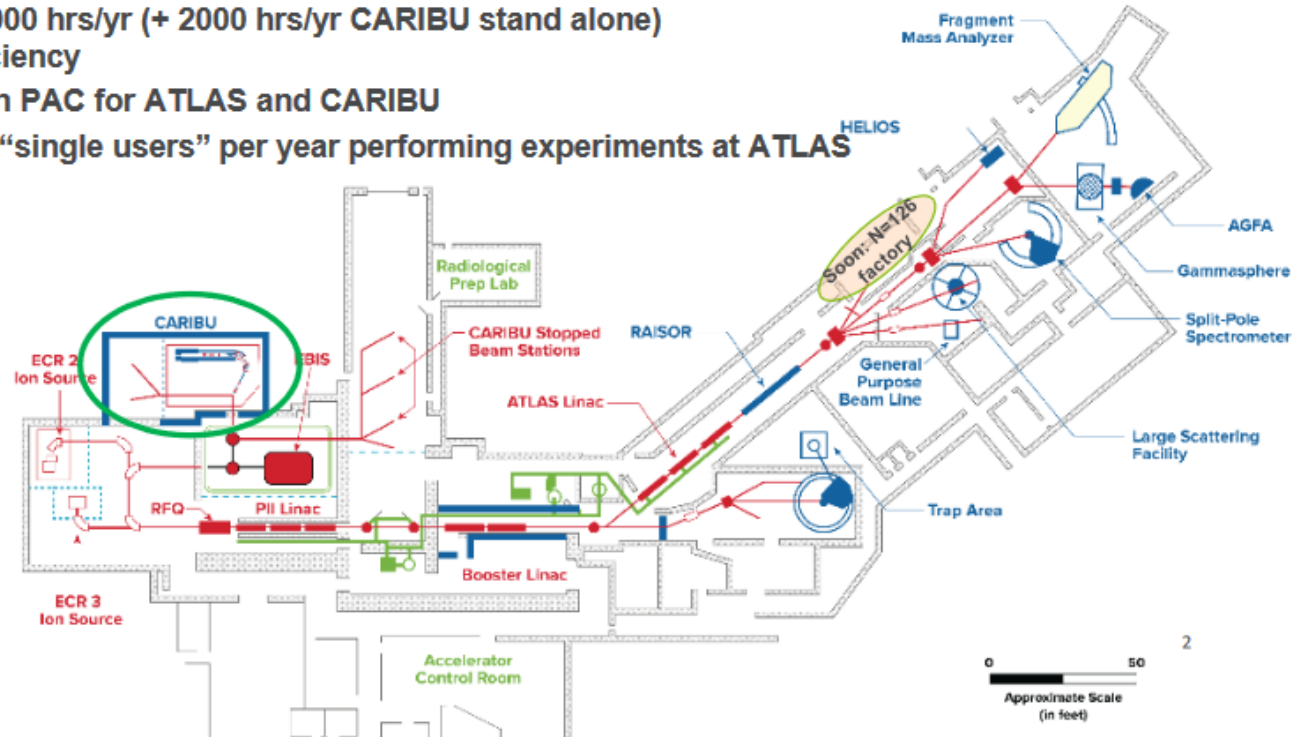 000 hrs/yr (+ 2000 hrs/yr CARIBU stand alone)
PAC for ATLAS and CARIBU
"single users" per year performing experiments at ATLAS
Fragment
Mass Analyzer
HELIOS
Soon: N=126
factory
AGFA
Gammasphere
Split-Pole
Spectrometer
Radiological
Prep Lab
CARIBU
CARIBU Stopped
Beam Stations
RAISOR
ECR 2
Ion Source
EBIS
General
Purpose
Beam Line
ATLAS Linac
Large Scattering
Facility
RFQ
PII Linac
Trap Area
Booster Linac
ECR 3
Ion Source
Accelerator
Control Room
2
0 50
Approximate Scale
(in feet)